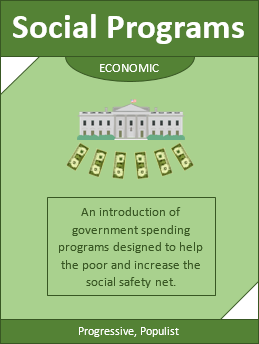 Social Programs
ECONOMIC
An introduction of
government spending
programs designed to help
the poor and increase the
social safety net.
Progressive, Populist